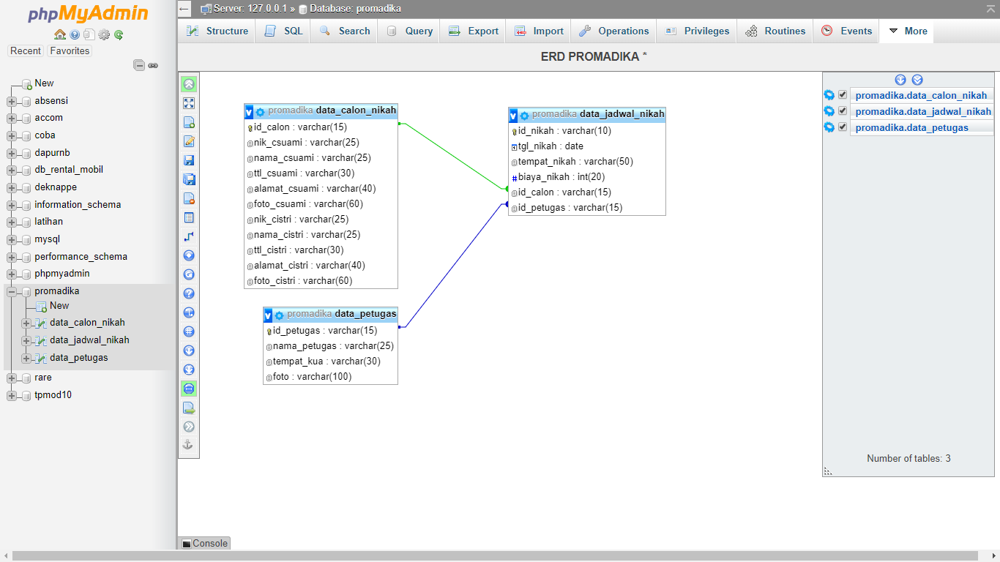 phpMyAdmin
Recent Favorites
New
absensi
accom
coba
dapurnb
db_rental_mobil
deknappe
information_schema
latihan
mysql
performance_schema
phpmyadmin
promadika
New
data_calon_nikah
data_jadwal_nikah
data_petugas
rare
tpmod10
Server: 127.0.0.1 » Database: promadika
Structure SQL Search Query Export Import Operations Privileges Routines Events More
ERD PROMADIKA *
promadika data_calon_nikah
id_calon : varchar(15)
nik_csuami : varchar(25)
nama_csuami : varchar(25)
ttl_csuami : varchar(30)
alamat_csuami : varchar(40)
foto_csuami : varchar(60)
nik_cistri : varchar(25)
nama_cistri : varchar(25)
ttl_cistri : varchar(30)
alamat_cistri : varchar(40)
foto_cistri : varchar(60)
promadika data_petugas
id_petugas : varchar(15)
nama_petugas : varchar(25)
tempat_kua : varchar(30)
foto : varchar(100)
promadika data_jadwal_nikah
id_nikah : varchar(10)
tgl_nikah : date
tempat_nikah : varchar(50)
# biaya_nikah : int(20)
id_calon : varchar(15)
id_petugas : varchar(15)
promadika.data_calon_nikah
promadika.data_jadwal_nikah
promadika.data_petugas
Number of tables: 3
Console